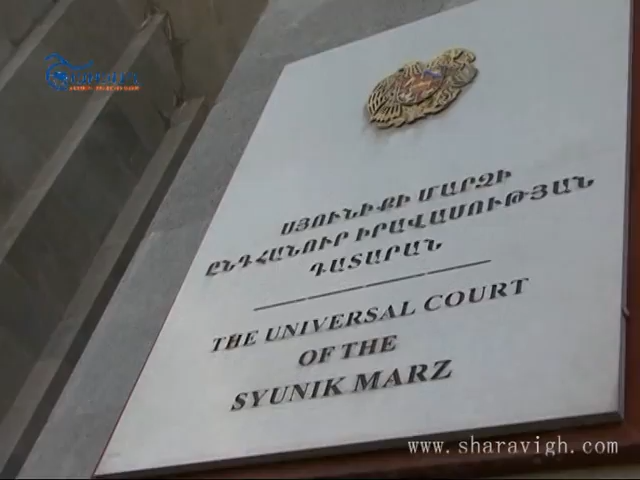 ՍՅՈՒՆԻՔԻ ՄԱՐԶԻ
ԸՆԴՀԱՆՈՒՐ ԻՐԱՎԱՍՈՒԹՅԱՆ
ԴԱՏԱՐԱՆ
THE UNIVERSAL COURT
OF THE
SYUNIK MARZ
www.sharavigh.com